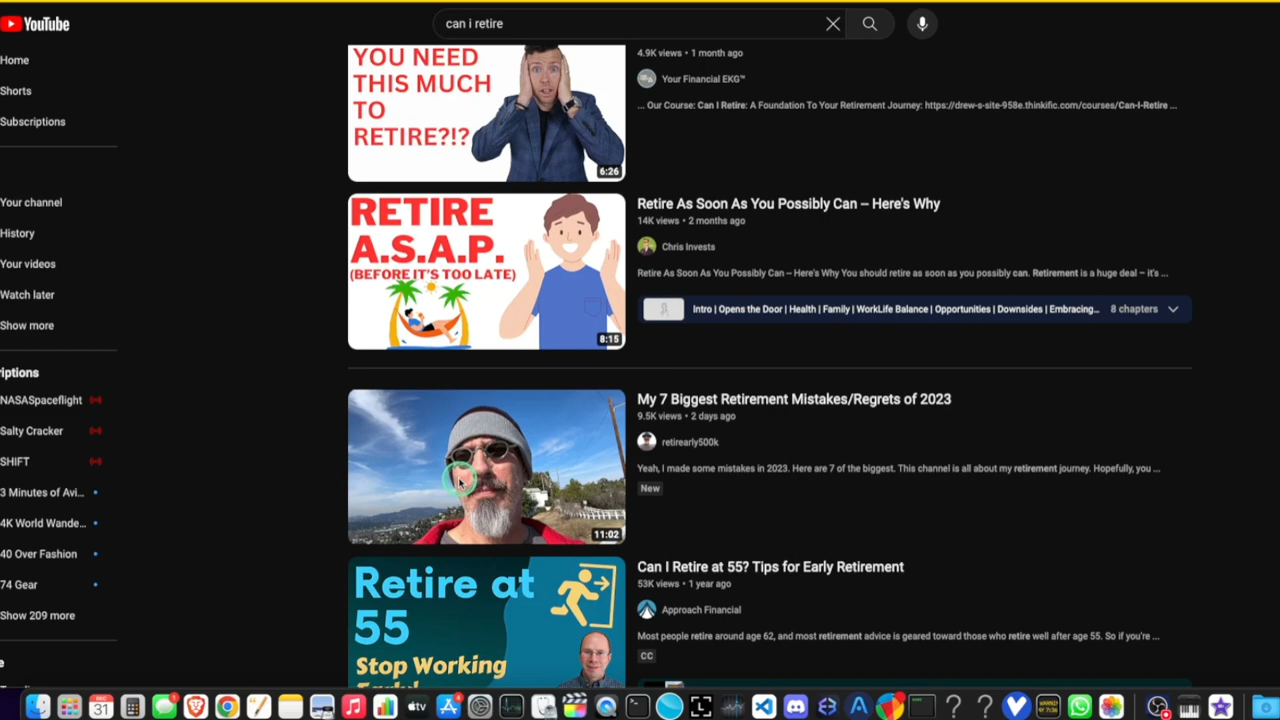 YouTube
can i retire
Home
Shorts
Subscriptions
Your channel
History
Your videos
Watch later
Show more
riptions
NASASpaceflight
Salty Cracker
SHIFT
3 Minutes of Avi...
4K World Wande...
40 Over Fashion
74 Gear
Show 209 more
e
YOU NEED
THIS MUCH
TO
RETIRE?!?
6:26
4.9K views • 1 month ago
Your Financial EKG™
... Our Course: Can I Retire: A Foundation To Your Retirement Journey: https://drew-s-site-958e.thinkific.com/courses/Can-I-Retire ...
RETIRE
A.S.A.P.
(BEFORE IT'S TOO LATE)
8:15
Retire As Soon As You Possibly Can – Here's Why
14K views • 2 months ago
Chris Invests
Retire As Soon As You Possibly Can – Here's Why You should retire as soon as you possibly can. Retirement is a huge deal – it's ...
Intro | Opens the Door | Health | Family | WorkLife Balance | Opportunities | Downsides | Embracing... 8 chapters
11:02
My 7 Biggest Retirement Mistakes/Regrets of 2023
9.5K views • 2 days ago
retirearly500k
Yeah, I made some mistakes in 2023. Here are 7 of the biggest. This channel is all about my retirement journey. Hopefully, you ...
New
Retire at
55
Stop Working
Early!
Can I Retire at 55? Tips for Early Retirement
53K views • 1 year ago
Approach Financial
Most people retire around age 62, and most retirement advice is geared toward those who retire well after age 55. So if you're ...
CC
DEC
31
1
tv
4